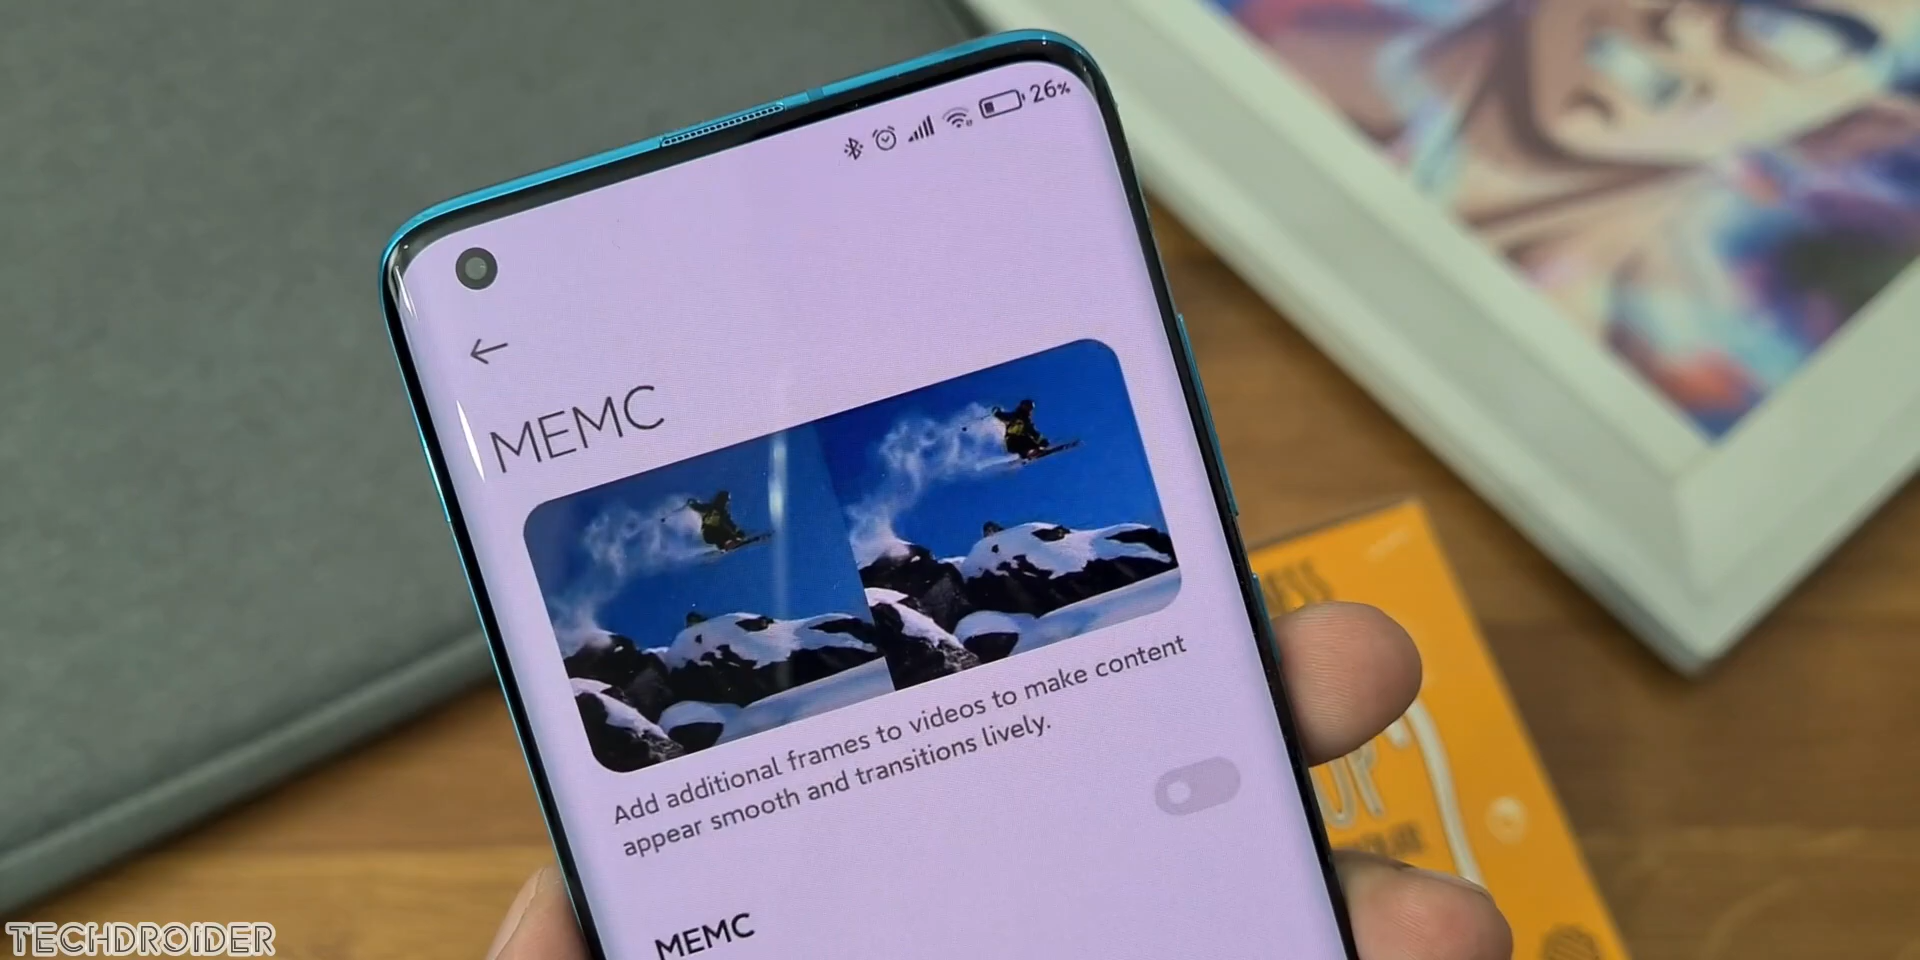 26%
MEMC
Add additional frames to videos to make content
appear smooth and transitions lively.
MEMC
TECHDROIDER